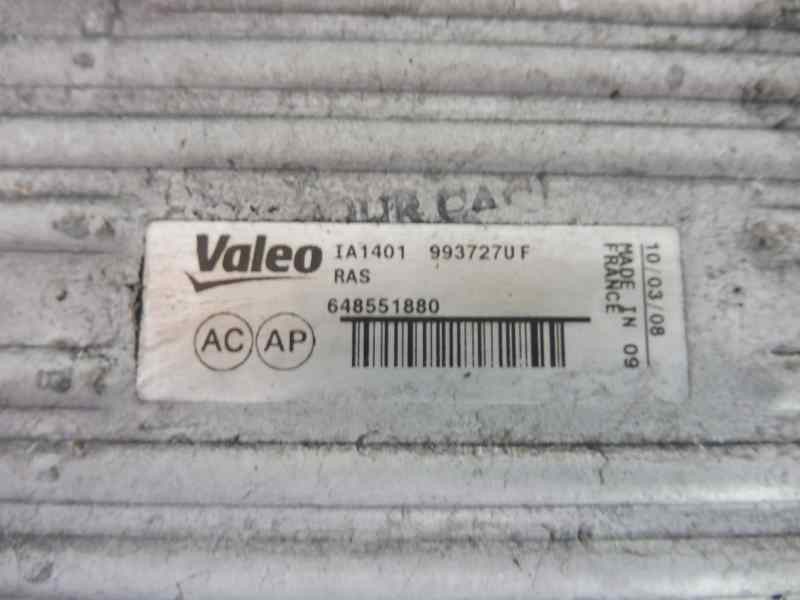 Valeo
IA1401 993727UF
RAS
648551880
AC AP
10/03/08
MADE IN 09
FRANCE